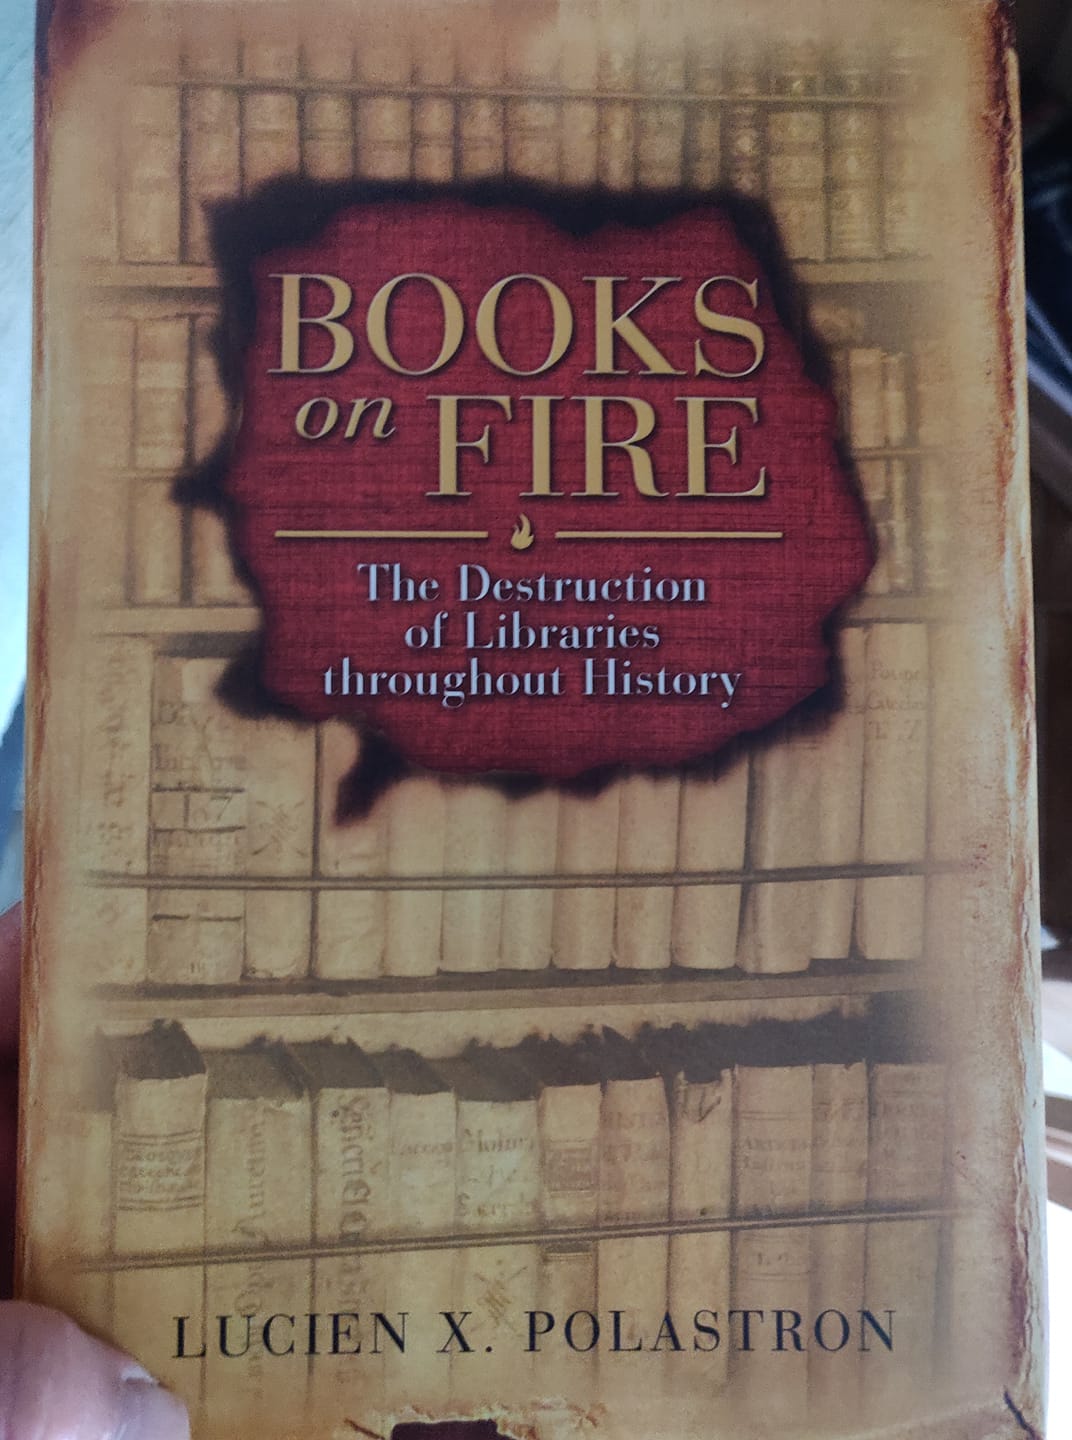 BOOKS
on FIRE
The Destruction
of Libraries
throughout History
LUCIEN X. POLASTRON